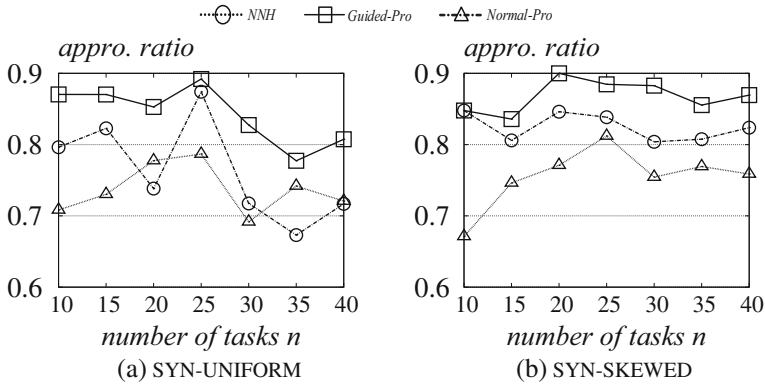 NNH Guided-Pro Normal-Pro
appro. ratio appro. ratio
0.9 0.9
0.8 0.8
0.7 0.7
0.6 0.6
10 15 20 25 30 35 40 10 15 20 25 30 35 40
number of tasks n number of tasks n
(a) SYN-UNIFORM (b) SYN-SKEWED